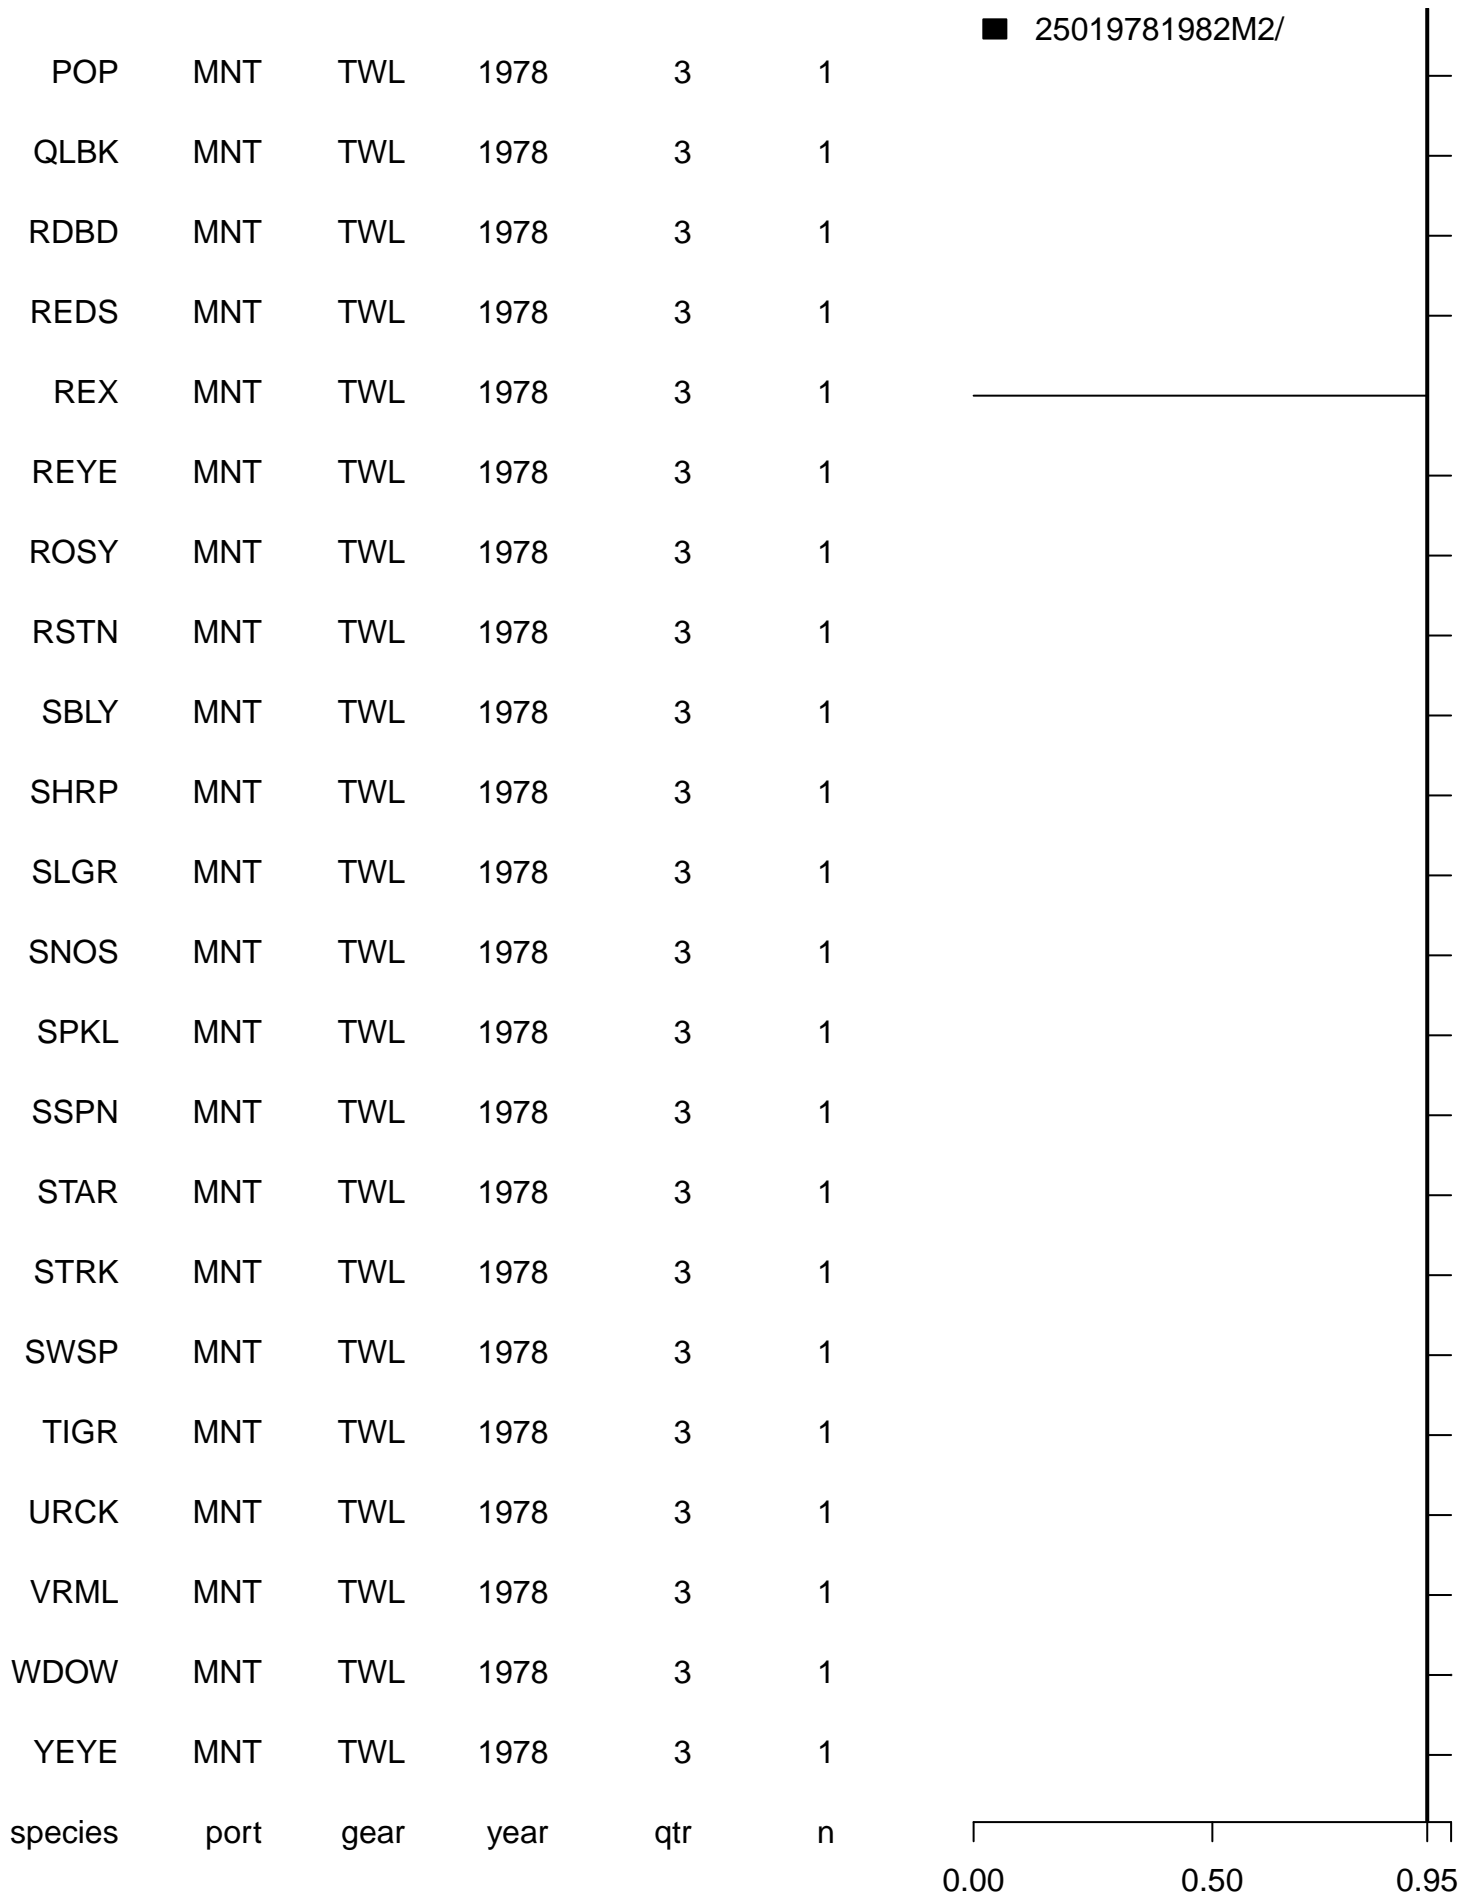 25019781982M2/
POP MNT TWL 1978 3 1
QLBK MNT TWL 1978 3 1
RDBD MNT TWL 1978 3 1
REDS MNT TWL 1978 3 1
REX MNT TWL 1978 3 1
REYE MNT TWL 1978 3 1
ROSY MNT TWL 1978 3 1
RSTN MNT TWL 1978 3 1
SBLY MNT TWL 1978 3 1
SHRP MNT TWL 1978 3 1
SLGR MNT TWL 1978 3 1
SNOS MNT TWL 1978 3 1
SPKL MNT TWL 1978 3 1
SSPN MNT TWL 1978 3 1
STAR MNT TWL 1978 3 1
STRK MNT TWL 1978 3 1
SWSP MNT TWL 1978 3 1
TIGR MNT TWL 1978 3 1
URCK MNT TWL 1978 3 1
VRML MNT TWL 1978 3 1
WDOW MNT TWL 1978 3 1
YEYE MNT TWL 1978 3 1
species port gear year qtr n
0.00 0.50 0.95